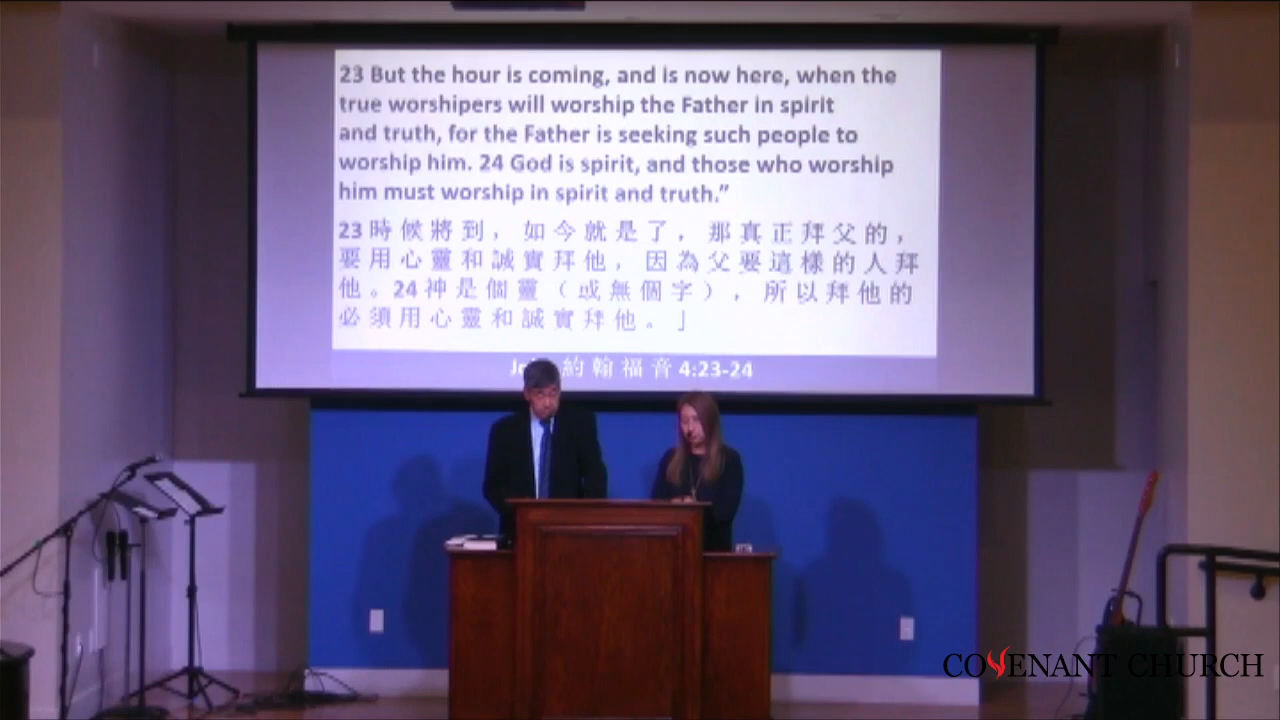 23 But the hour is coming, and is now here, when the
true worshipers will worship the Father in spirit
and truth, for the Father is seeking such people to
worship him. 24 God is spirit, and those who worship
him must worship in spirit and truth.”
23 時候將到，如今就是了，那真正拜父的，
要用心靈和誠實拜他，因為父要這樣的人拜
他。24 神是個靈（或無個字），所以拜他的
必須用心靈和誠實拜他。」
約翰福音 4:23-24
COVENANT CHURCH